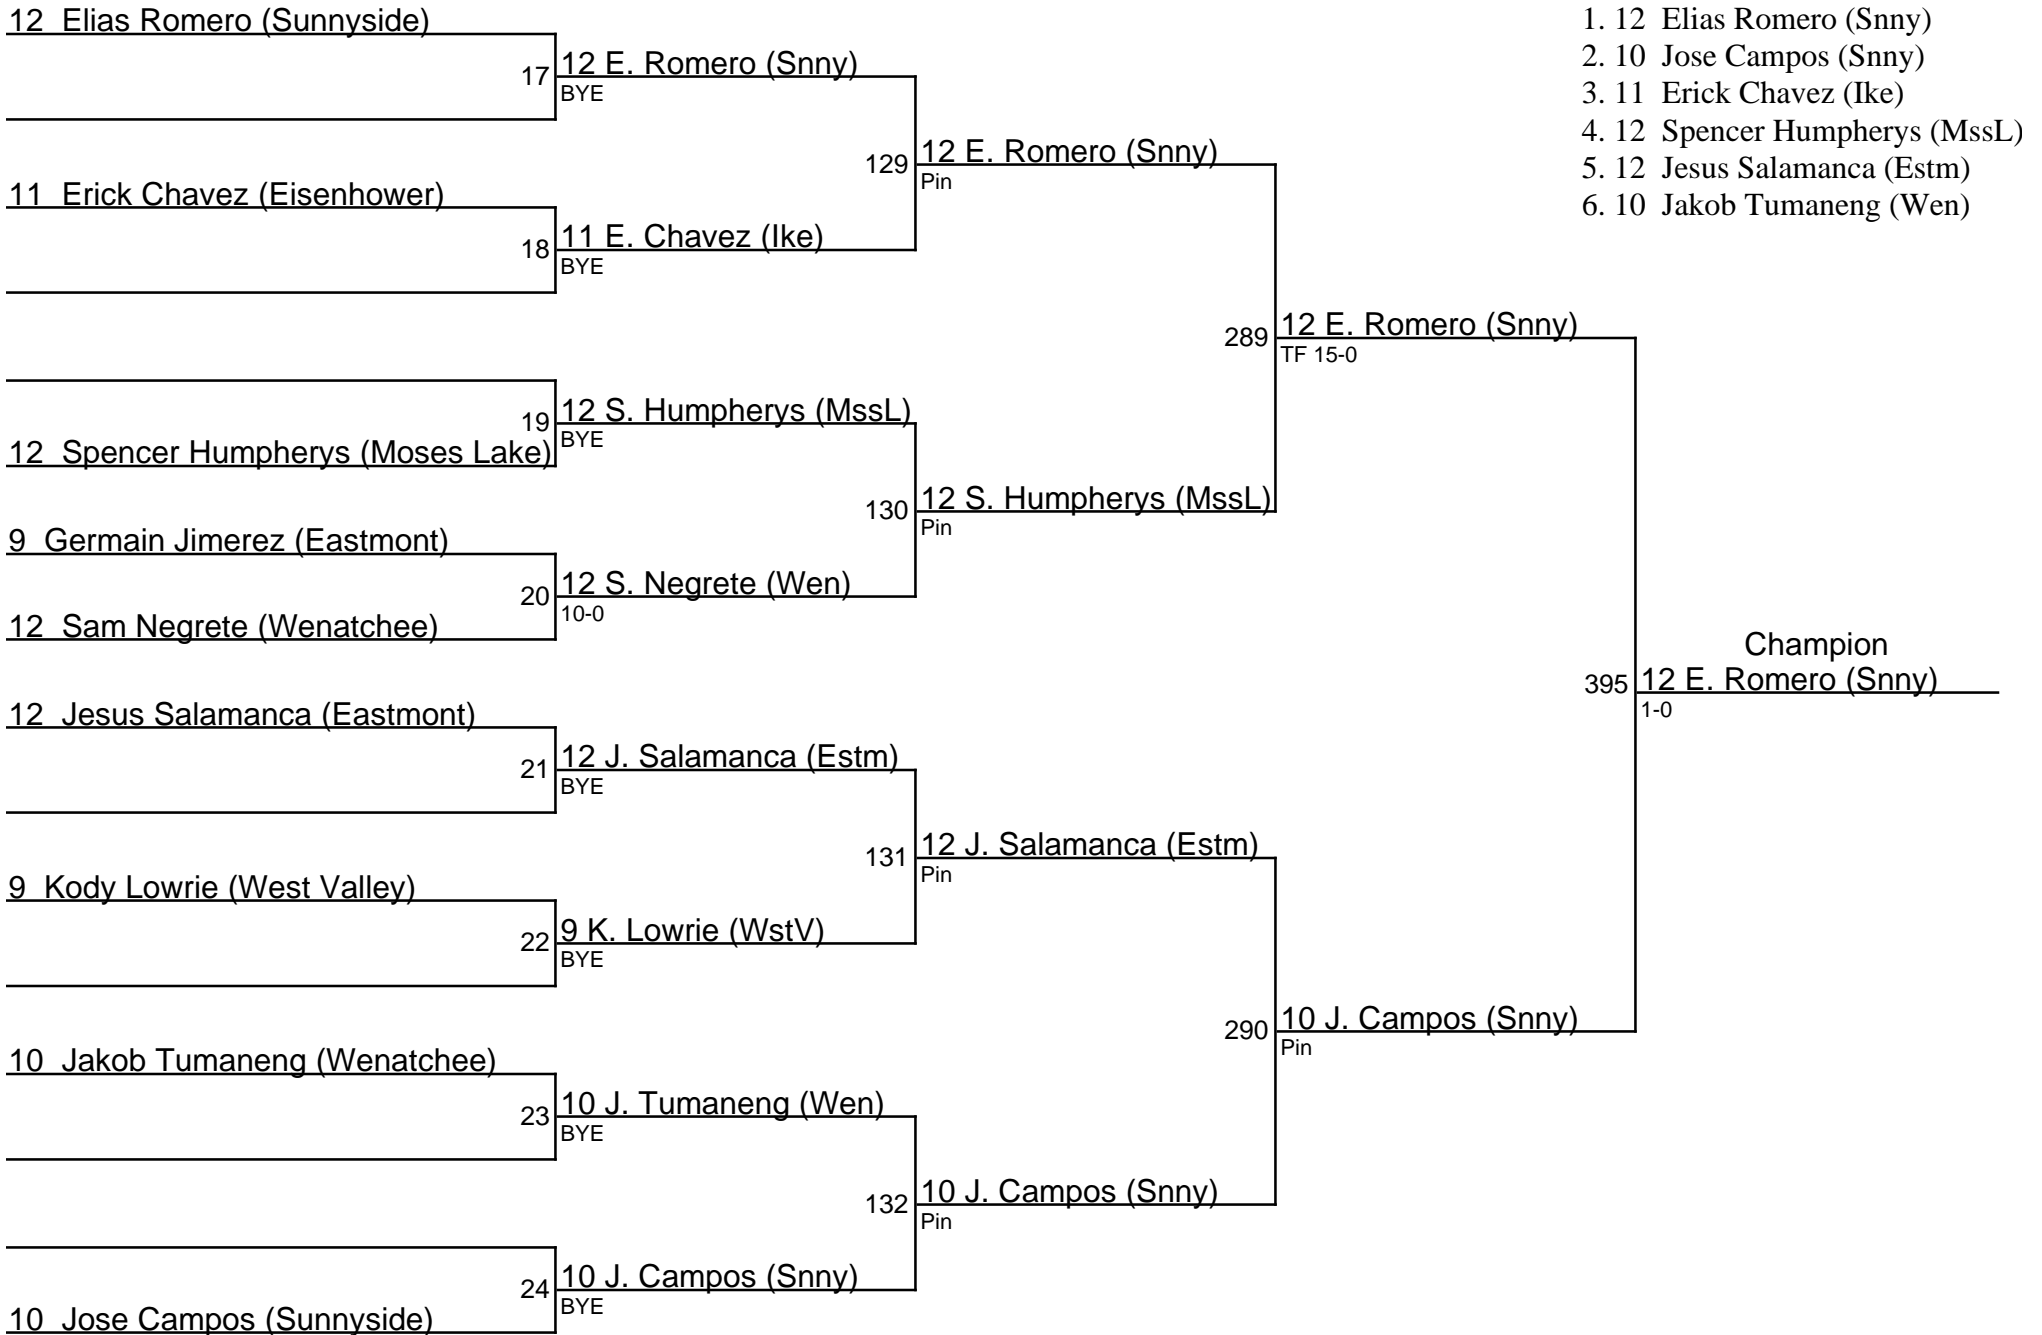 12 Elias Romero (Sunnyside)
17
12 E. Romero (Snny)
BYE
129
12 E. Romero (Snny)
Pin
11 Erick Chavez (Eisenhower)
18
11 E. Chavez (Ike)
BYE
289
12 E. Romero (Snny)
TF 15-0
19
12 S. Humpherys (MssL)
BYE
12 Spencer Humpherys (Moses Lake)
130
12 S. Humpherys (MssL)
Pin
9 Germain Jimerez (Eastmont)
20
12 S. Negrete (Wen)
10-0
12 Sam Negrete (Wenatchee)
Champion
395
12 E. Romero (Snny)
1-0
12 Jesus Salamanca (Eastmont)
21
12 J. Salamanca (Estm)
BYE
131
12 J. Salamanca (Estm)
Pin
9 Kody Lowrie (West Valley)
22
9 K. Lowrie (WstV)
BYE
290
10 J. Campos (Snny)
Pin
10 Jakob Tumaneng (Wenatchee)
23
10 J. Tumaneng (Wen)
BYE
132
10 J. Campos (Snny)
Pin
24
10 J. Campos (Snny)
BYE
10 Jose Campos (Sunnyside)
1. 12 Elias Romero (Snny)
2. 10 Jose Campos (Snny)
3. 11 Erick Chavez (Ike)
4. 12 Spencer Humpherys (MssL)
5. 12 Jesus Salamanca (Estm)
6. 10 Jakob Tumaneng (Wen)